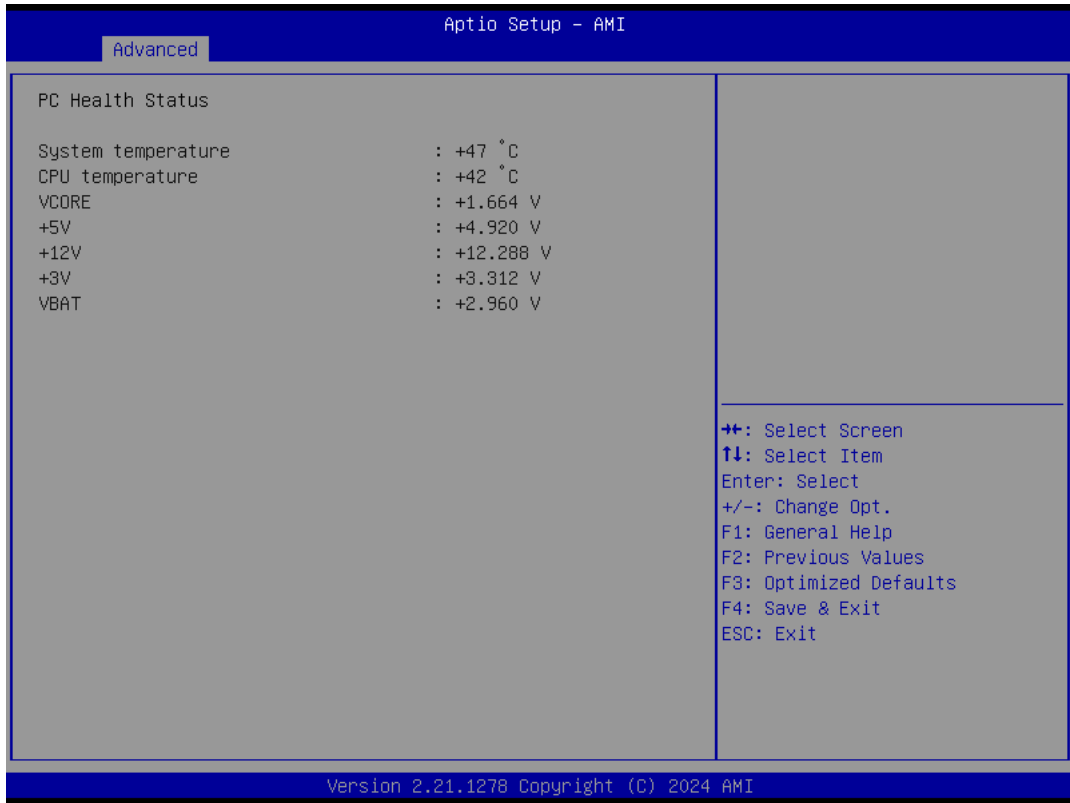 Aptio Setup – AMI
Advanced
PC Health Status
System temperature : +47 °C
CPU temperature : +42 °C
VCORE : +1.664 V
+5V : +4.920 V
+12V : +12.288 V
+3V : +3.312 V
VBAT : +2.960 V
→←: Select Screen
↑↓: Select Item
Enter: Select
+/-: Change Opt.
F1: General Help
F2: Previous Values
F3: Optimized Defaults
F4: Save & Exit
ESC: Exit
Version 2.21.1278 Copyright (C) 2024 AMI